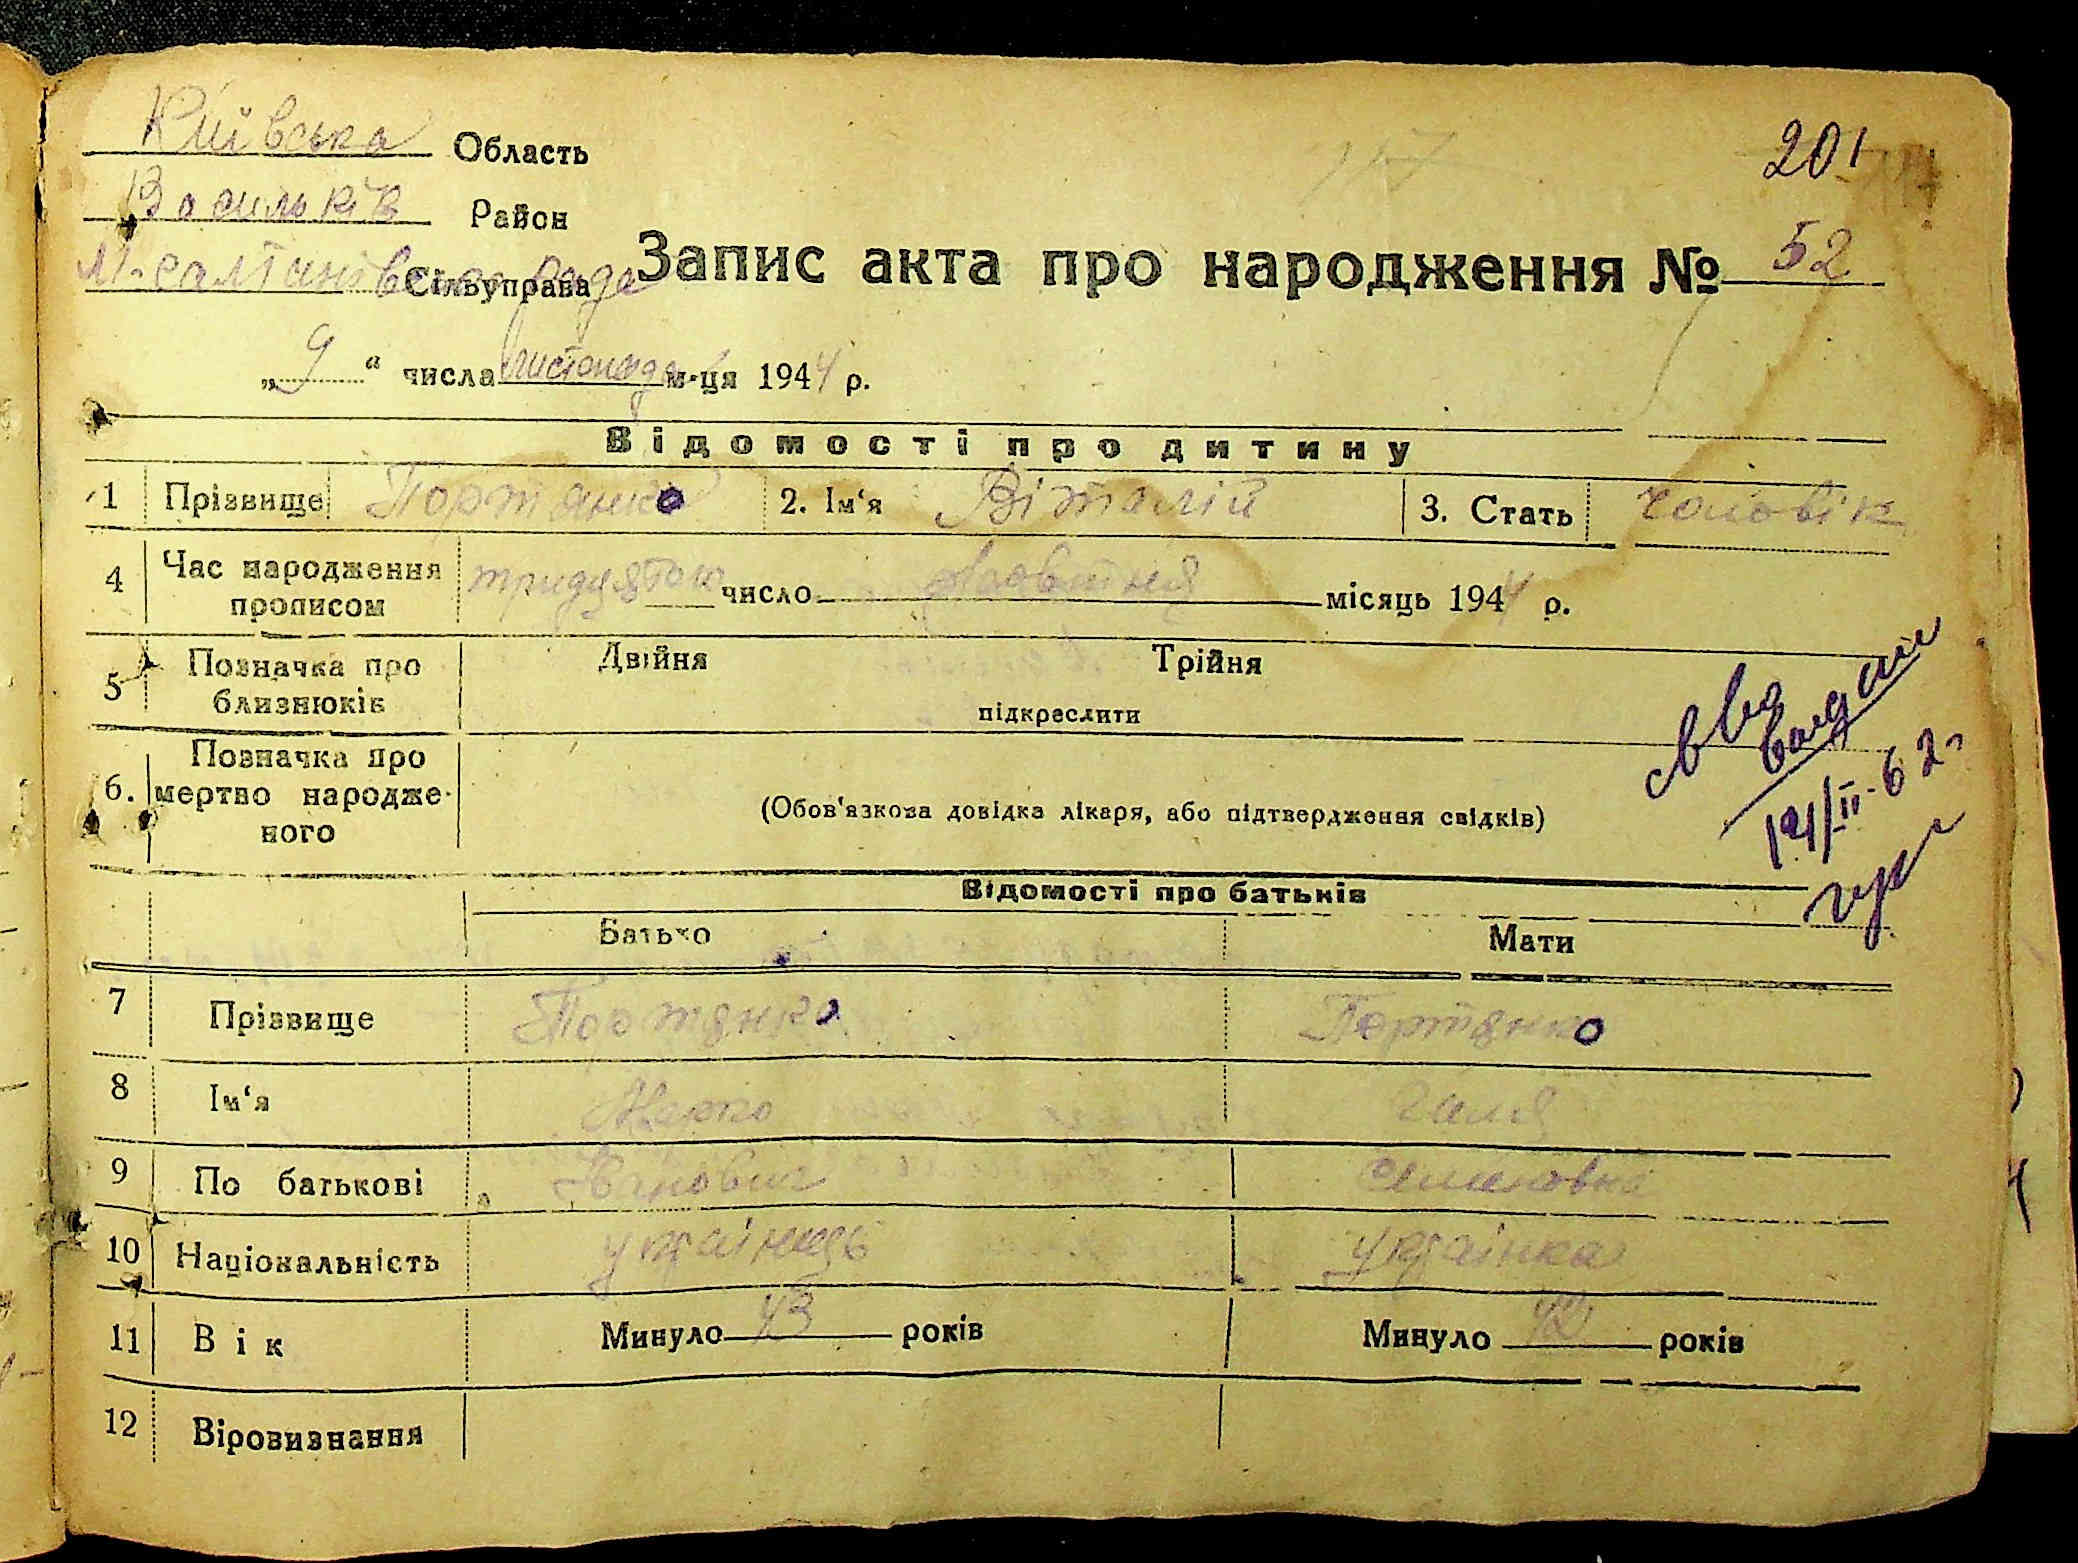 Київська Область
201
Васильків Район
М-салтанівська рада Сільуправа
Запис акта про народження № 52
„9“ числа листопада м-ця 1944 р.
Відомості про дитину
1 Прізвище Портянко 2. Ім‘я Віталій 3. Стать чоловік
4 Час народження прописом тридцятого число жовтня місяць 1944 р.
5 Позначка про близнюків Двійня Трійня
підкреслити
6. Позначка про мертво народженого
(Обов'язкова довідка лікаря, або підтвердження свідків)
Відомості про батьків
Батько Мати
7 Прізвище Портянко Портянко
8 Ім‘я Марко Галя
9 По батькові Іванович Семеновна
10 Національність українець українка
11 Вік Минуло 43 років Минуло 42 років
12 Віровизнання